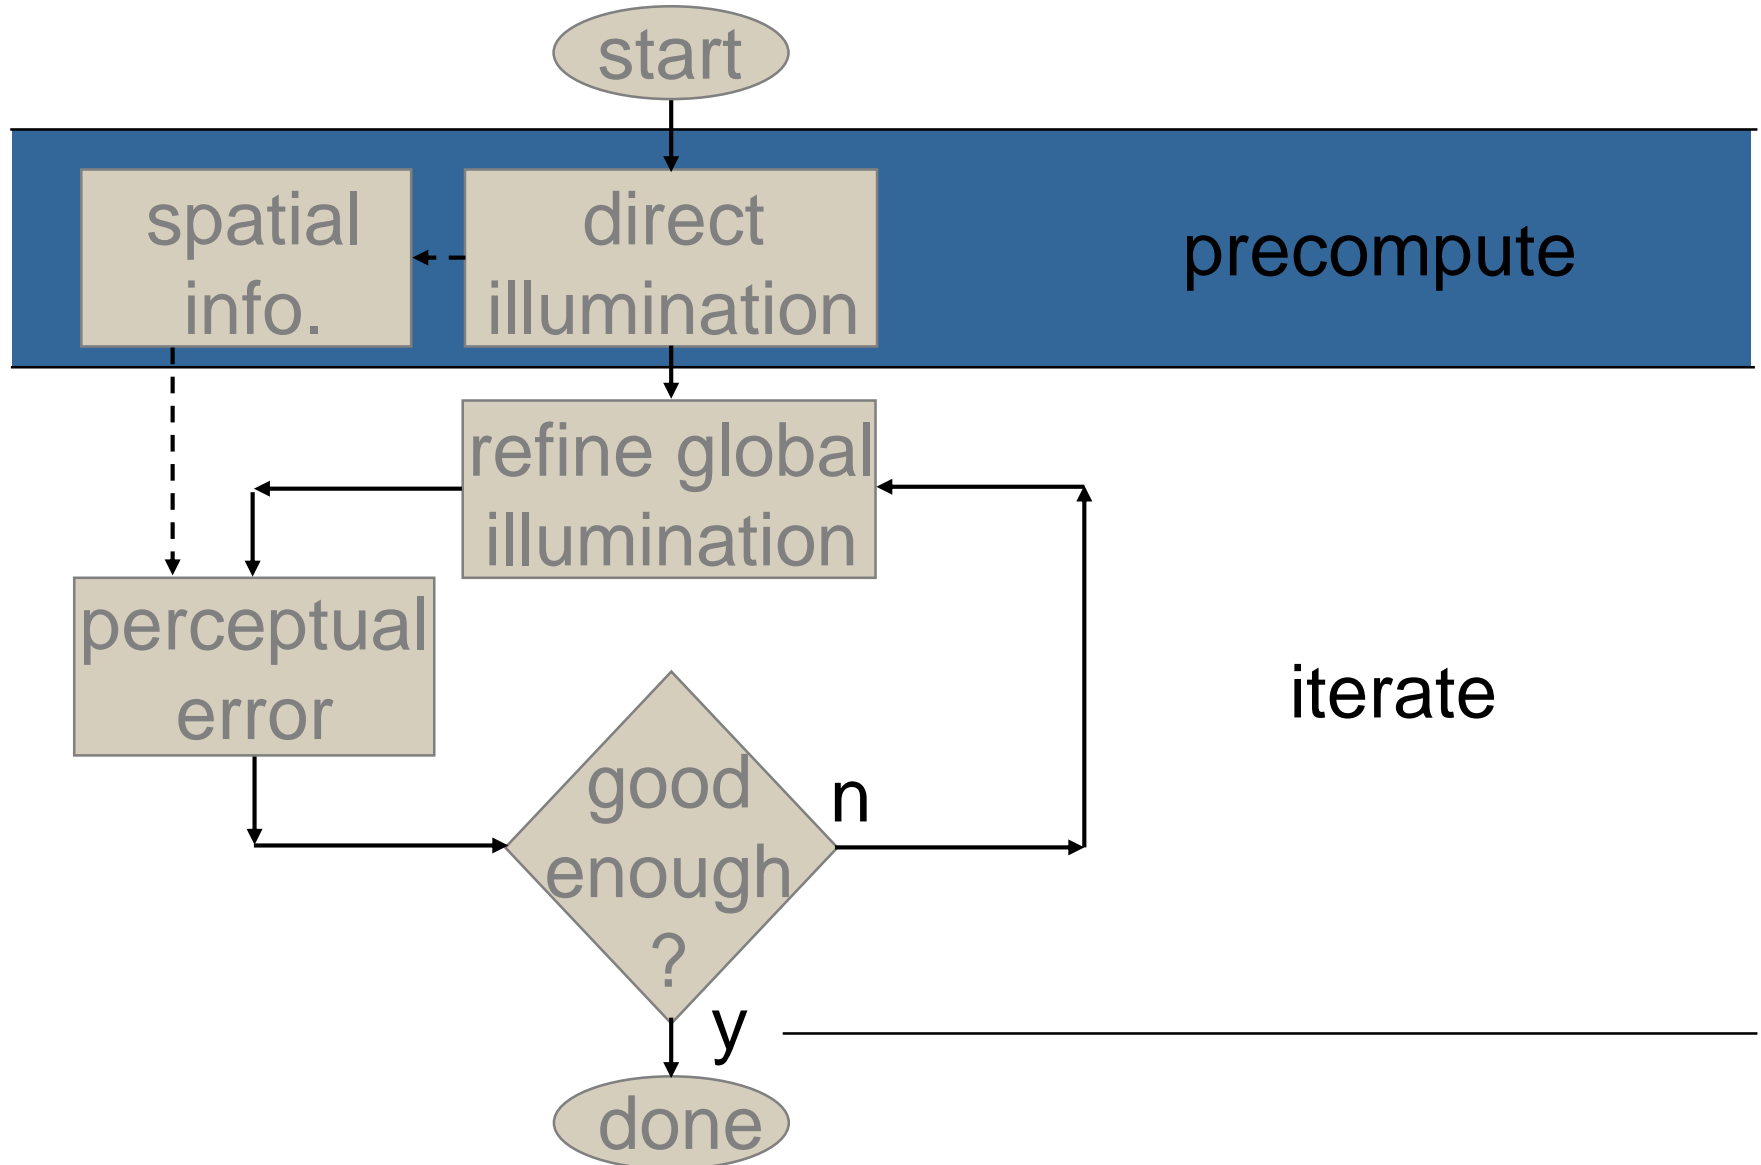 start
spatial
info.
direct
illumination
precompute
refine global
illumination
perceptual
error
iterate
good
enough
?
n
y
done